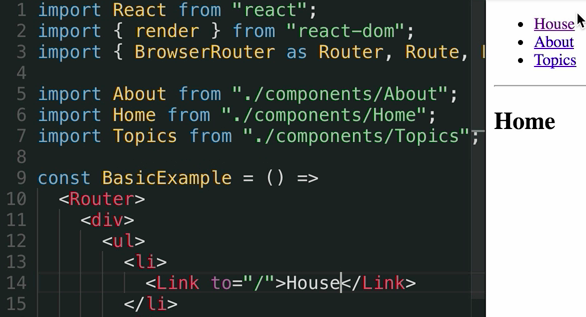 1 import React from "react";
2 import { render } from "react-dom";
3 import { BrowserRouter as Router, Route,
4
5 import About from "./components/About";
6 import Home from "./components/Home";
7 import Topics from "./components/Topics";
8
9 const BasicExample = () =>
10 <Router>
11 <div>
12 <ul>
13 <li>
14 <Link to="/">House</Link>
15 </li>
• House
• About
• Topics
Home